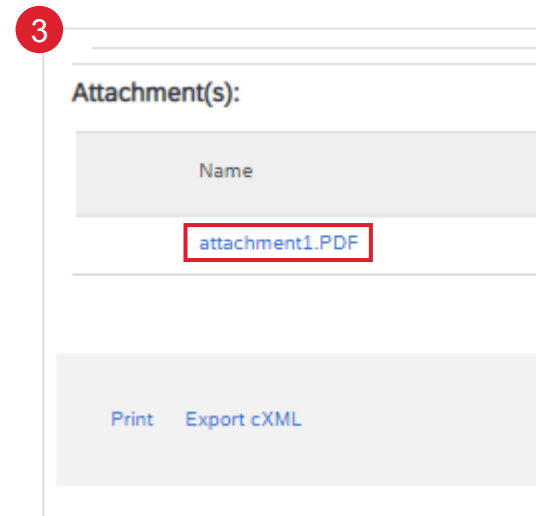 3
Attachment(s):
Name
attachment1.PDF
Print Export cXML